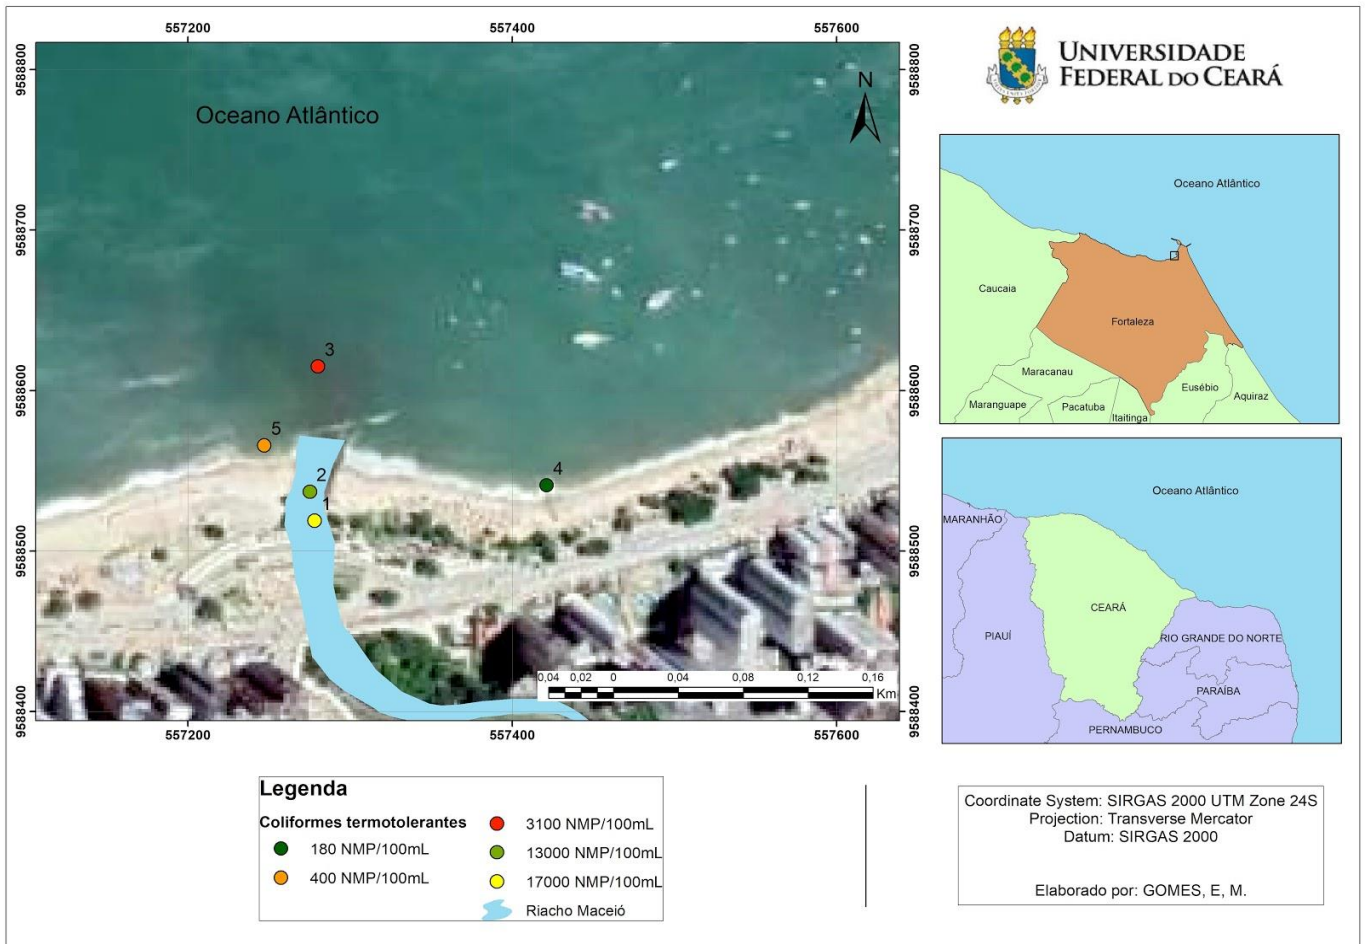 557200
557400
557600
9588800
9588800
Oceano Atlântico
N
9588700
9588700
3
9588600
9588600
5
4
2
1
9588500
9588500
0,04 0,02 0 0,04 0,08 0,12 0,16
Km
9588400
9588400
557200
557400
557600
UNIVERSIDADE
FEDERAL DO CEARÁ
Oceano Atlântico
Caucaia
Fortaleza
Maracanau
Eusébio
Maranguape
Pacatuba
Itaitinga
Aquiraz
Oceano Atlântico
MARANHÃO
CEARÁ
PIAUÍ
RIO GRANDE DO NORTE
PARAÍBA
PERNAMBUCO
Legenda
Coliformes termotolerantes
180 NMP/100mL
400 NMP/100mL
3100 NMP/100mL
13000 NMP/100mL
17000 NMP/100mL
Riacho Maceió
Coordinate System: SIRGAS 2000 UTM Zone 24S
Projection: Transverse Mercator
Datum: SIRGAS 2000
Elaborado por: GOMES, E, M.